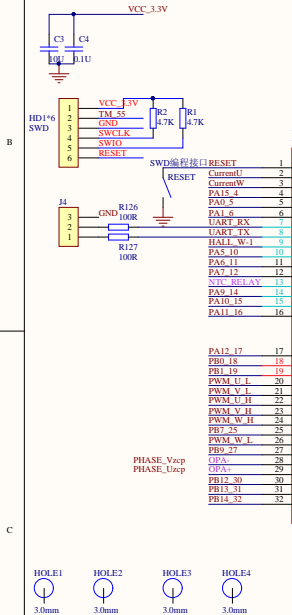 VCC_3.3V
C3 C4
10U 0.1U
HD1*6
SWD
1 VCC_3.3V
2 TM_55
3 GND
4 SWCLK
5 SWIO
6 RESET
R2
4.7K
R1
4.7K
B
SWD编程接口
RESET
J4
3 GND
2
1
R126
100R
R127
100R
RESET 1
CurrentU 2
CurrentW 3
PA15_4 4
PA0_5 5
PA1_6 6
UART_RX 7
UART_TX 8
HALL_W-1 9
PA5_10 10
PA6_11 11
PA7_12 12
NTC_RELAY 13
PA9_14 14
PA10_15 15
PA11_16 16
PA12_17 17
PB0_18 18
PB1_19 19
PWM_U_L 20
PWM_V_L 21
PWM_U_H 22
PWM_V_H 23
PWM_W_H 24
PB7_25 25
PWM_W_L 26
PB9_27 27
PHASE_Vzcp OPA- 28
PHASE_Uzcp OPA+ 29
PB12_30 30
PB13_31 31
PB14_32 32
C
HOLE1 HOLE2 HOLE3 HOLE4
3.0mm 3.0mm 3.0mm 3.0mm